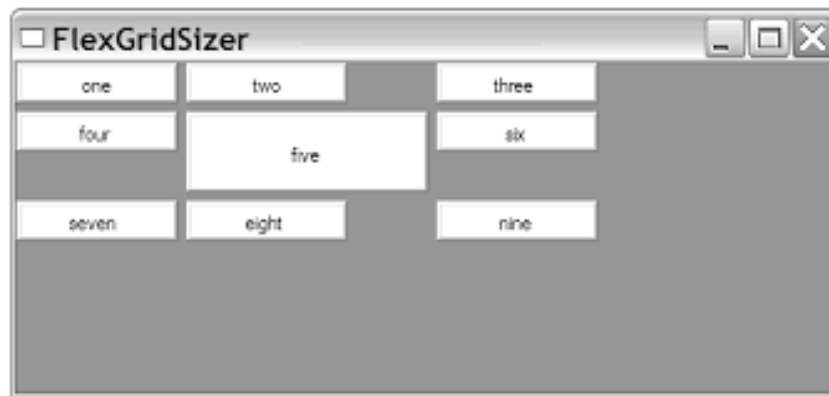 FlexGridSizer
one two three
four five six
seven eight nine